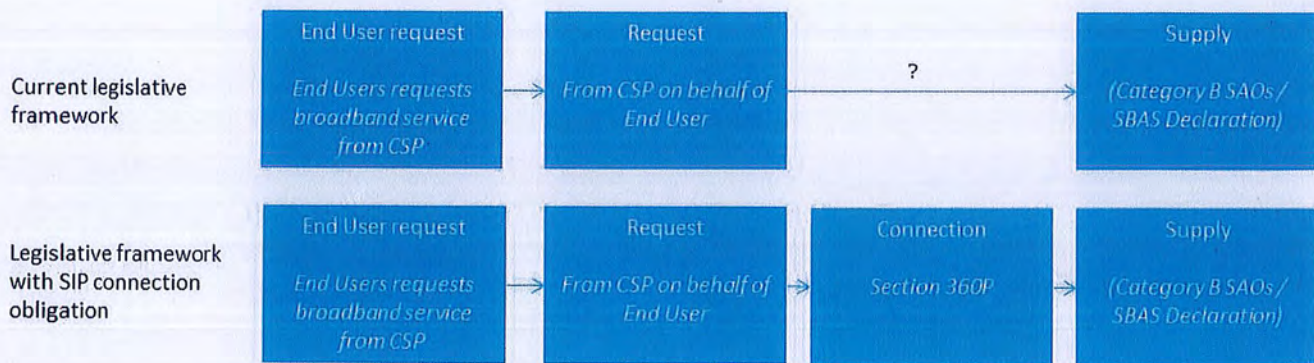 End User request
Request
Supply
?
Current legislative
framework
End Users requests
broadband service
from CSP
From CSP on behalf of
End User
(Category B SAOs /
SBAS Declaration)
End User request
Request
Connection
Supply
Legislative framework
with SIP connection
obligation
End Users requests
broadband service
from CSP
From CSP on behalf of
End User
Section 360P
(Category B SAOs /
SBAS Declaration)